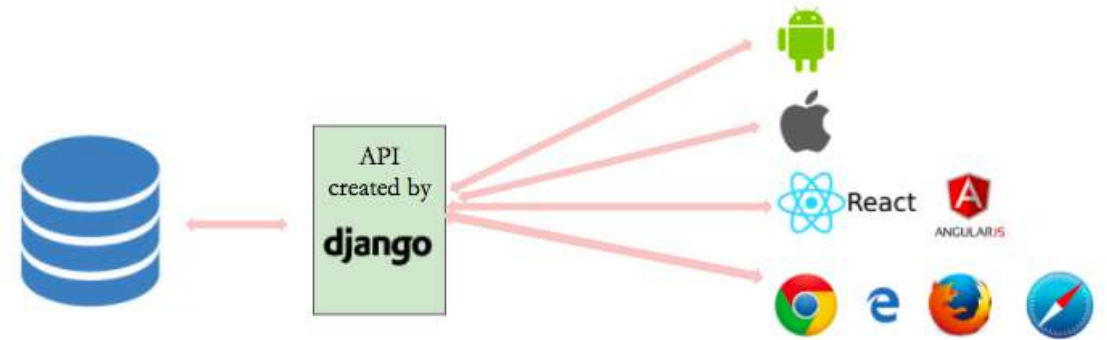 API
created by
django
React
ANGULARJS